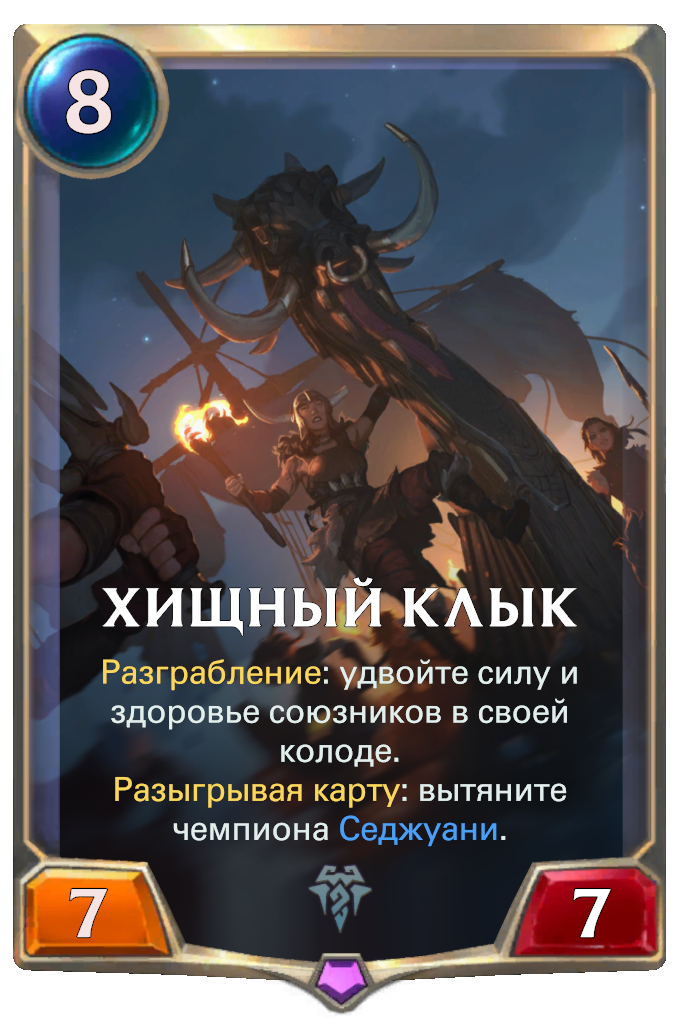 8
ХИЩНЫЙ КЛЫК
Разграбление: удвойте силу и
здоровье союзников в своей
колоде.
Разыгрывая карту: вытяните
чемпиона Седжуани.
7
7